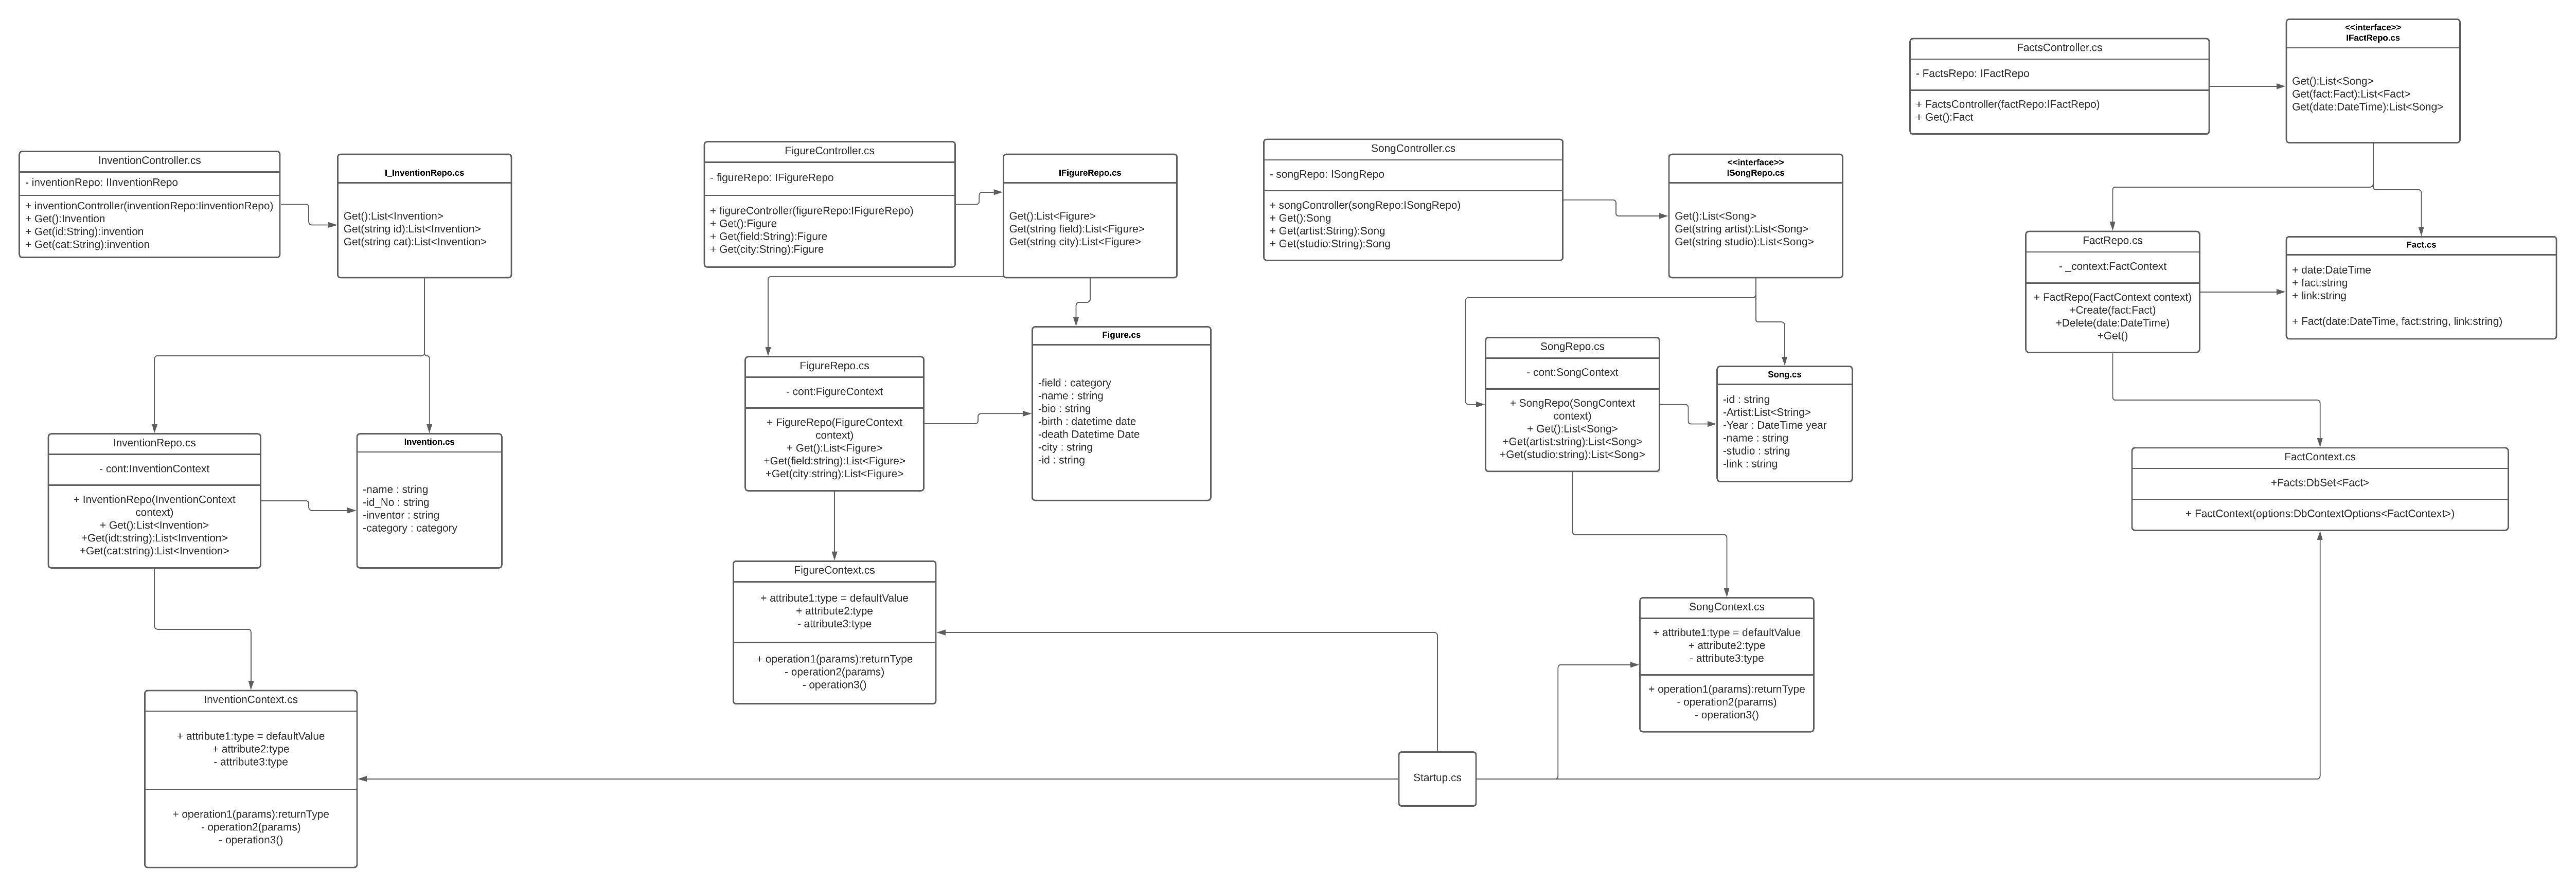 InventionController.cs
- inventionRepo: IInventionRepo
+ inventionController(inventionRepo:IinventionRepo)
+ Get():Invention
+ Get(id:String):invention
+ Get(cat:String):invention
I_InventionRepo.cs
Get():List<Invention>
Get(string id):List<Invention>
Get(string cat):List<Invention>
InventionRepo.cs
- cont:InventionContext
+ InventionRepo(InventionContext
context)
+ Get():List<Invention>
+Get(idt:string):List<Invention>
+Get(cat:string):List<Invention>
Invention.cs
-name : string
-id_No : string
-inventor : string
-category : category
InventionContext.cs
+ attribute1:type = defaultValue
+ attribute2:type
- attribute3:type
+ operation1(params):returnType
- operation2(params)
- operation3()
FigureController.cs
- figureRepo: IFigureRepo
+ figureController(figureRepo:IFigureRepo)
+ Get():Figure
+ Get(field:String):Figure
+ Get(city:String):Figure
IFigureRepo.cs
Get():List<Figure>
Get(string field):List<Figure>
Get(string city):List<Figure>
FigureRepo.cs
- cont:FigureContext
+ FigureRepo(FigureContext
context)
+ Get():List<Figure>
+Get(field:string):List<Figure>
+Get(city:string):List<Figure>
Figure.cs
-field : category
-name : string
-bio : string
-birth : datetime date
-death Datetime Date
-city : string
-id : string
FigureContext.cs
+ attribute1:type = defaultValue
+ attribute2:type
- attribute3:type
+ operation1(params):returnType
- operation2(params)
- operation3()
SongController.cs
- songRepo: ISongRepo
+ songController(songRepo:ISongRepo)
+ Get():Song
+ Get(artist:String):Song
+ Get(studio:String):Song
<<interface>>
ISongRepo.cs
Get():List<Song>
Get(string artist):List<Song>
Get(string studio):List<Song>
SongRepo.cs
- cont:SongContext
+ SongRepo(SongContext
context)
+ Get():List<Song>
+Get(artist:string):List<Song>
+Get(studio:string):List<Song>
Song.cs
-id : string
-Artist:List<String>
-Year : DateTime year
-name : string
-studio : string
-link : string
SongContext.cs
+ attribute1:type = defaultValue
+ attribute2:type
- attribute3:type
+ operation1(params):returnType
- operation2(params)
- operation3()
Startup.cs
FactsController.cs
- FactsRepo: IFactRepo
+ FactsController(factRepo:IFactRepo)
+ Get():Fact
<<interface>>
IFactRepo.cs
Get():List<Song>
Get(fact:Fact):List<Fact>
Get(date:DateTime):List<Song>
FactRepo.cs
- _context:FactContext
+ FactRepo(FactContext context)
+Create(fact:Fact)
+Delete(date:DateTime)
+Get()
Fact.cs
+ date:DateTime
+ fact:string
+ link:string
+ Fact(date:DateTime, fact:string, link:string)
FactContext.cs
+Facts:DbSet<Fact>
+ FactContext(options:DbContextOptions<FactContext>)